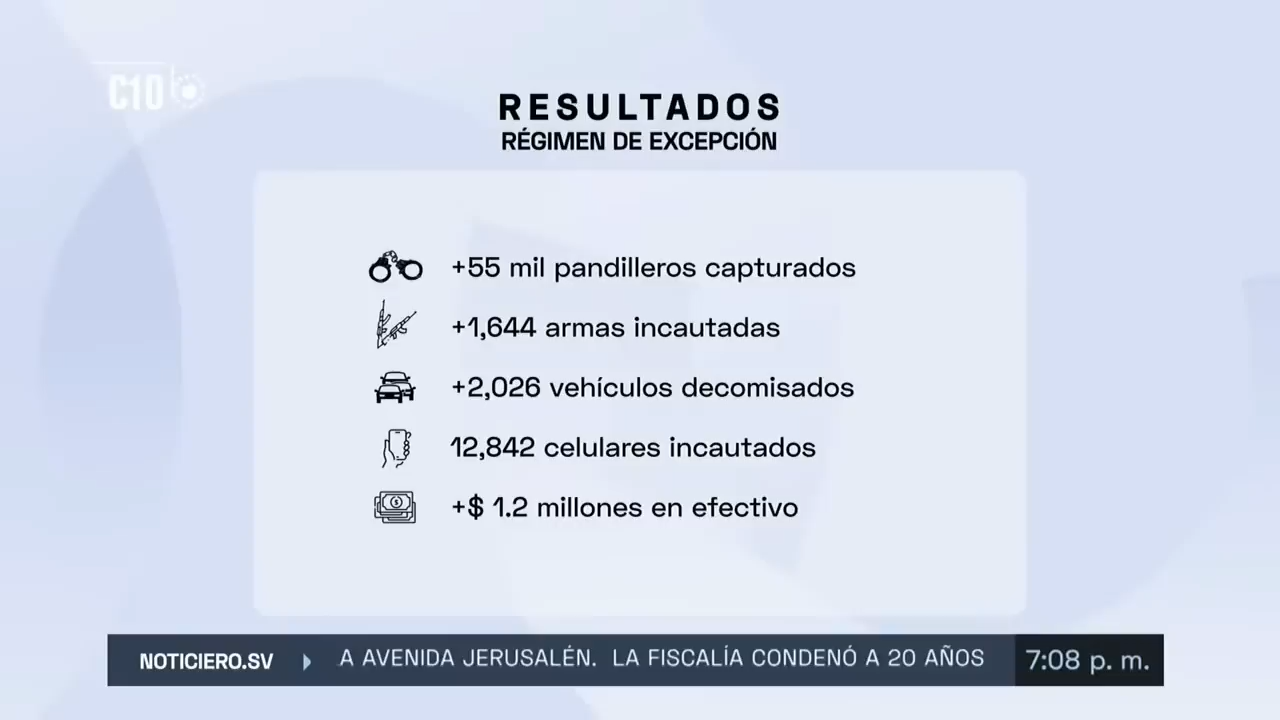 C10
RESULTADOS
RÉGIMEN DE EXCEPCIÓN
+55 mil pandilleros capturados
+1,644 armas incautadas
+2,026 vehículos decomisados
12,842 celulares incautados
+$ 1.2 millones en efectivo
NOTICIERO.SV A AVENIDA JERUSALÉN. LA FISCALÍA CONDENÓ A 20 AÑOS 7:08 p. m.